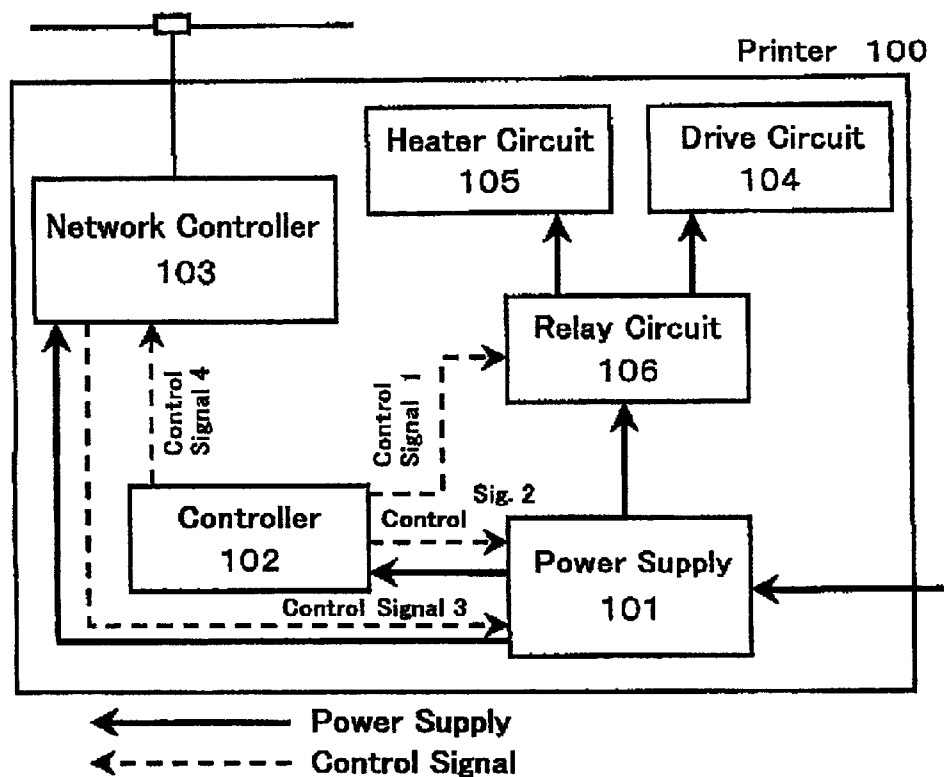 Printer 100
Heater Circuit
105
Drive Circuit
104
Network Controller
103
Relay Circuit
106
Control
Signal 4
Control
Signal 1
Sig. 2
Control
Controller
102
Power Supply
101
Control Signal 3
Power Supply
Control Signal